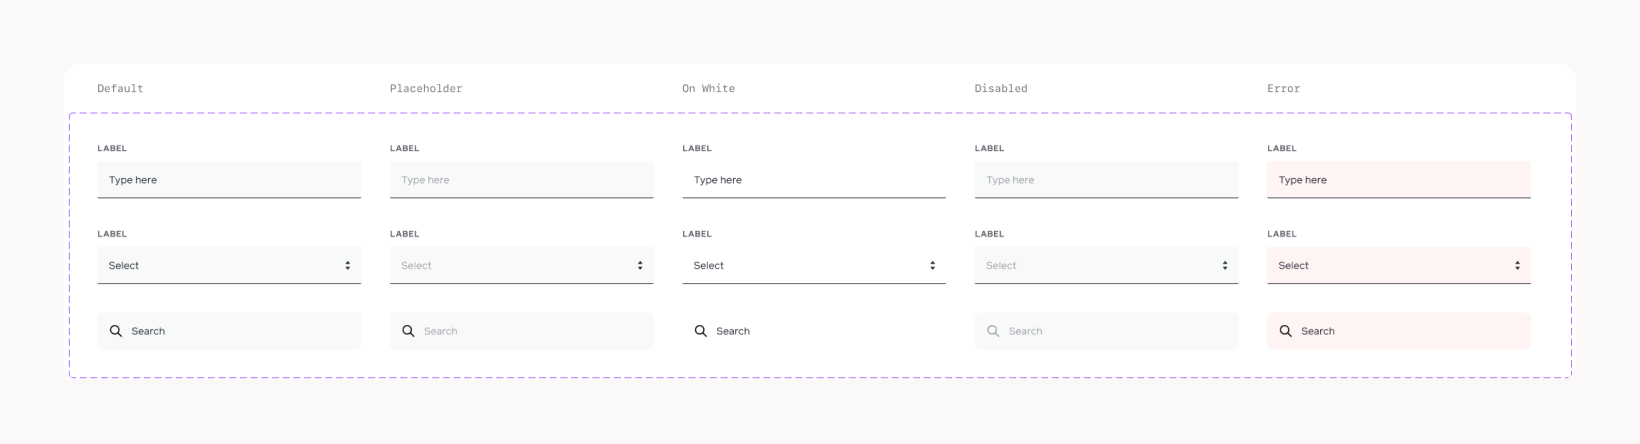 Default Placeholder On White Disabled Error
LABEL LABEL LABEL LABEL LABEL
Type here Type here Type here Type here Type here
LABEL LABEL LABEL LABEL LABEL
Select Select Select Select Select
Search Search Search Search Search